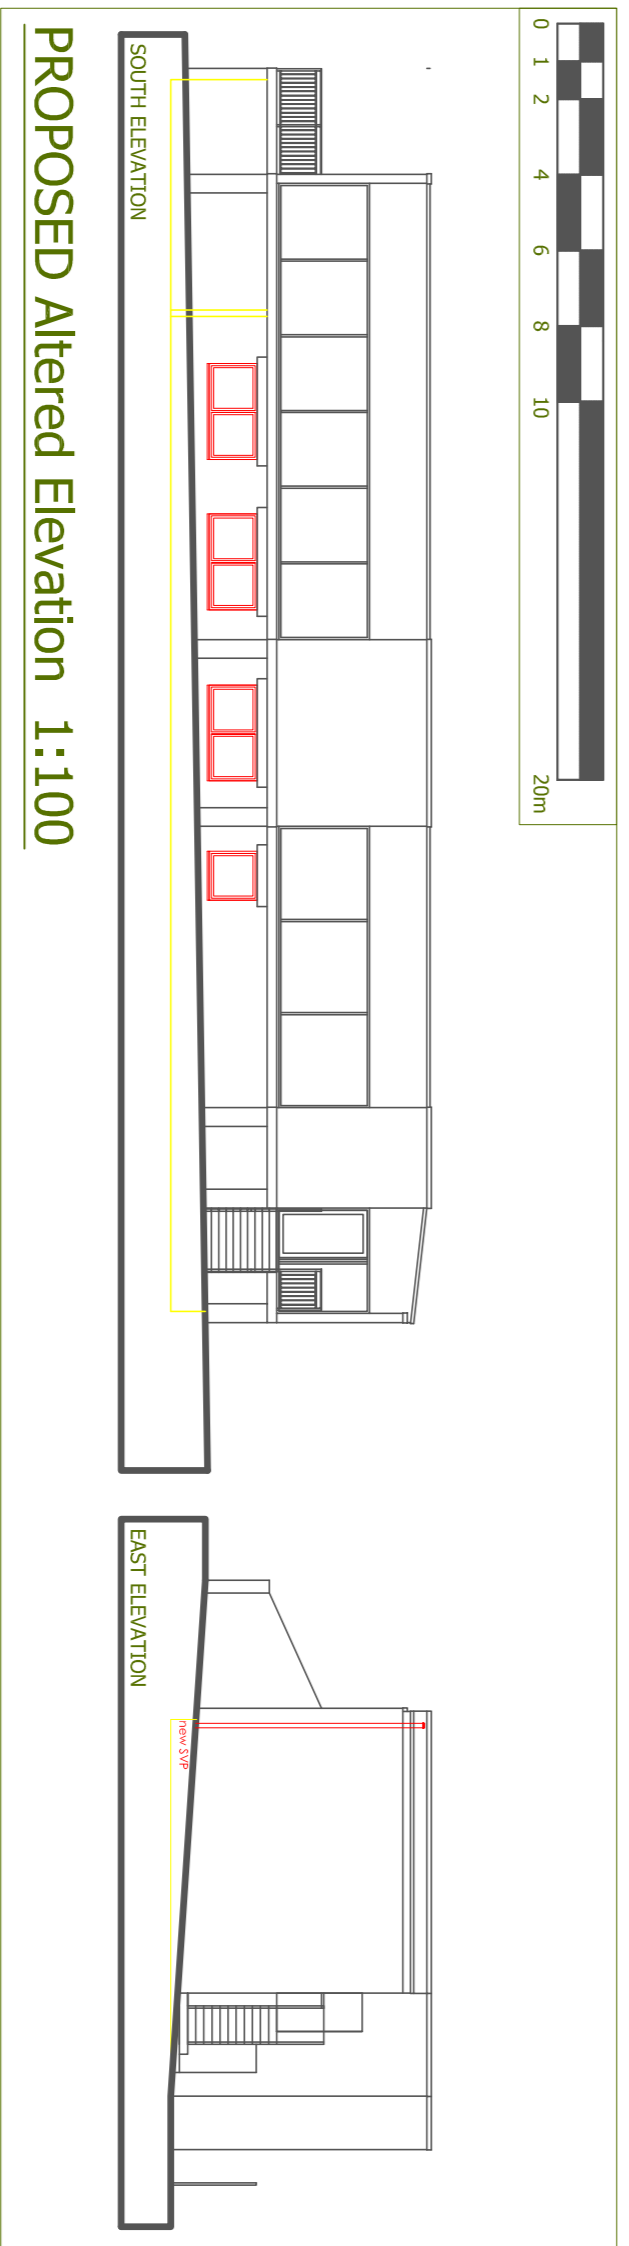 0 1 2 4 6 8 10 20m
SOUTH ELEVATION
EAST ELEVATION
new SVP
PROPOSED Altered Elevation 1:100